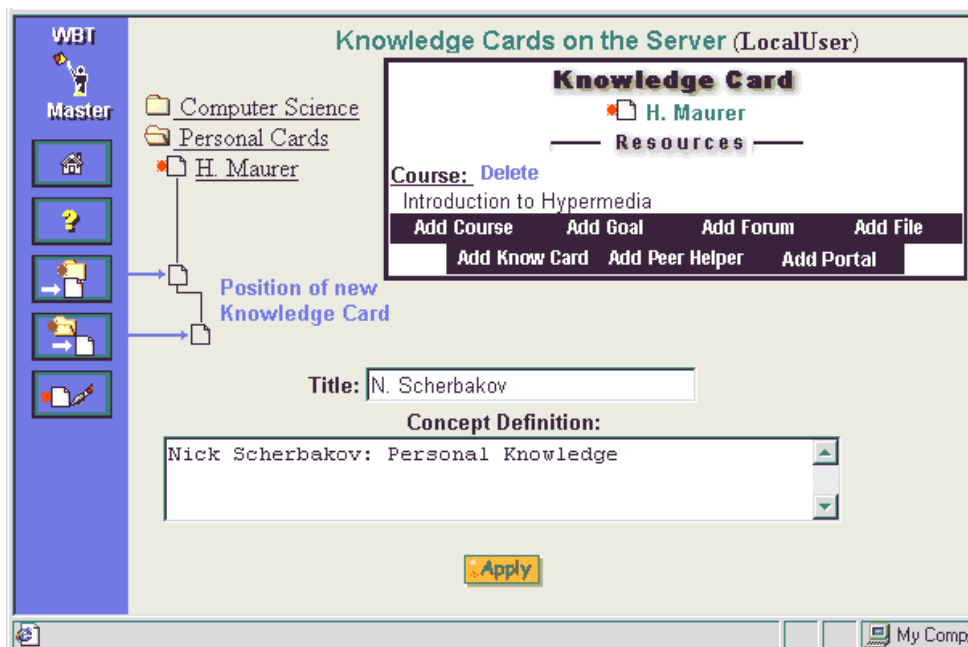 WBT
Master
Knowledge Cards on the Server (LocalUser)
Computer Science
Personal Cards
H. Maurer
Position of new
Knowledge Card
Knowledge Card
H. Maurer
Resources
Course: Delete
Introduction to Hypermedia
Add Course Add Goal Add Forum Add File
Add Know Card Add Peer Helper Add Portal
Title: N. Scherbakov
Concept Definition:
Nick Scherbakov: Personal Knowledge
Apply
My Comp